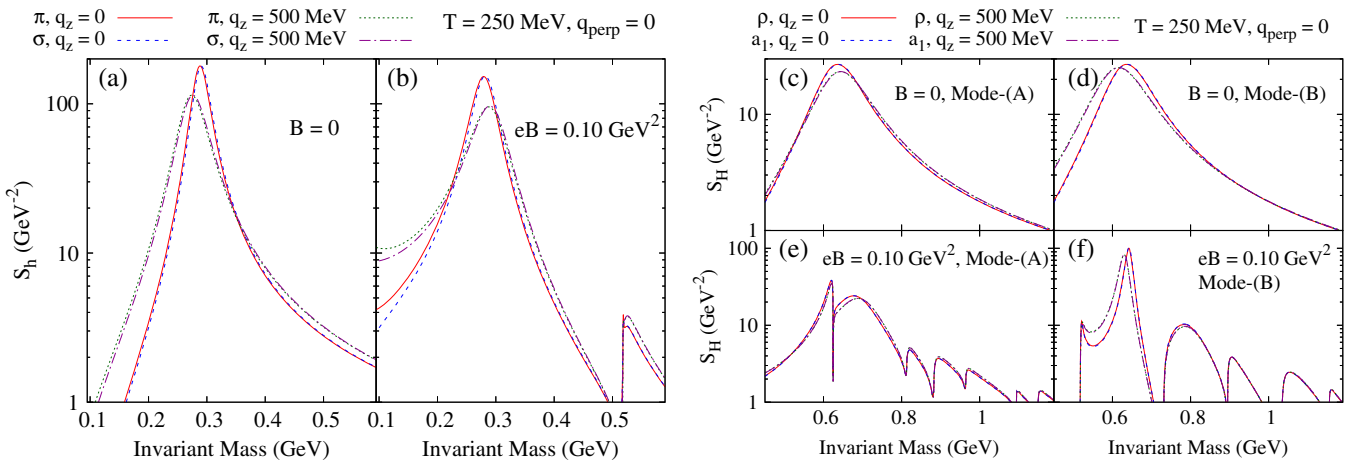 π, q_z = 0 π, q_z = 500 MeV T = 250 MeV, q_perp = 0
σ, q_z = 0 σ, q_z = 500 MeV
ρ, q_z = 0 ρ, q_z = 500 MeV T = 250 MeV, q_perp = 0
a_1, q_z = 0 a_1, q_z = 500 MeV
(a) (b)
B = 0 eB = 0.10 GeV^2
S_h (GeV^-2)
100
10
1
0.1 0.2 0.3 0.4 0.5 0.1 0.2 0.3 0.4 0.5
Invariant Mass (GeV) Invariant Mass (GeV)
(c) (d)
B = 0, Mode-(A) B = 0, Mode-(B)
S_H (GeV^-2)
10
1
(e) (f)
eB = 0.10 GeV^2, Mode-(A) eB = 0.10 GeV^2
Mode-(B)
S_H (GeV^-2)
100
10
1
0.6 0.8 1 0.6 0.8 1
Invariant Mass (GeV) Invariant Mass (GeV)